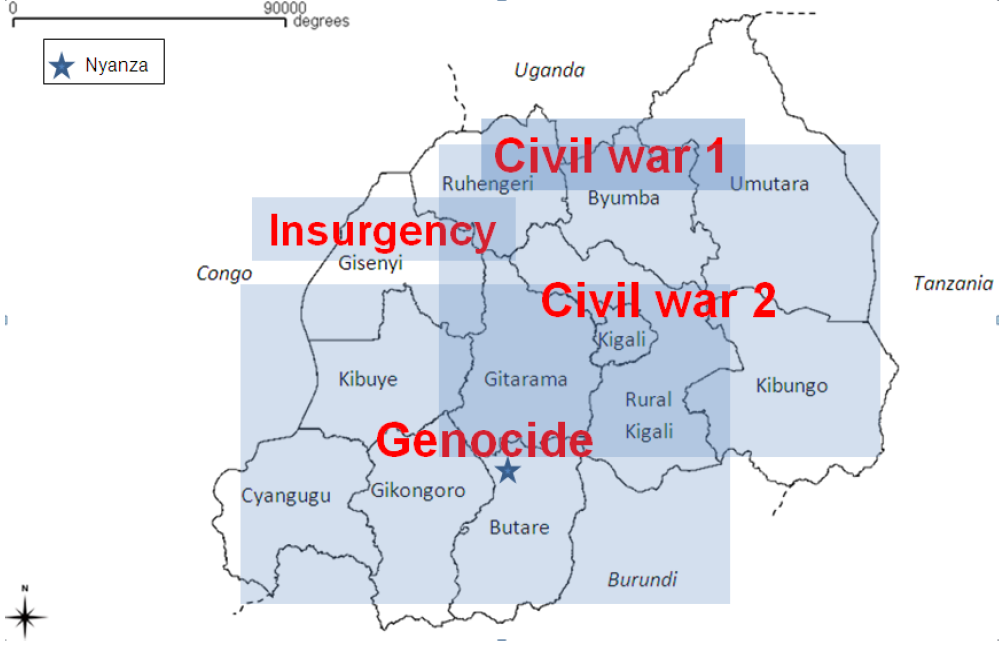 0 90000
degrees
Nyanza
Uganda
Civil war 1
Ruhengeri
Umutara
Byumba
Insurgency
Gisenyi
Congo
Tanzania
Civil war 2
Kigali
Kibuye
Gitarama
Kibungo
Rural
Kigali
Genocide
Cyangugu
Gikongoro
Butare
Burundi
N